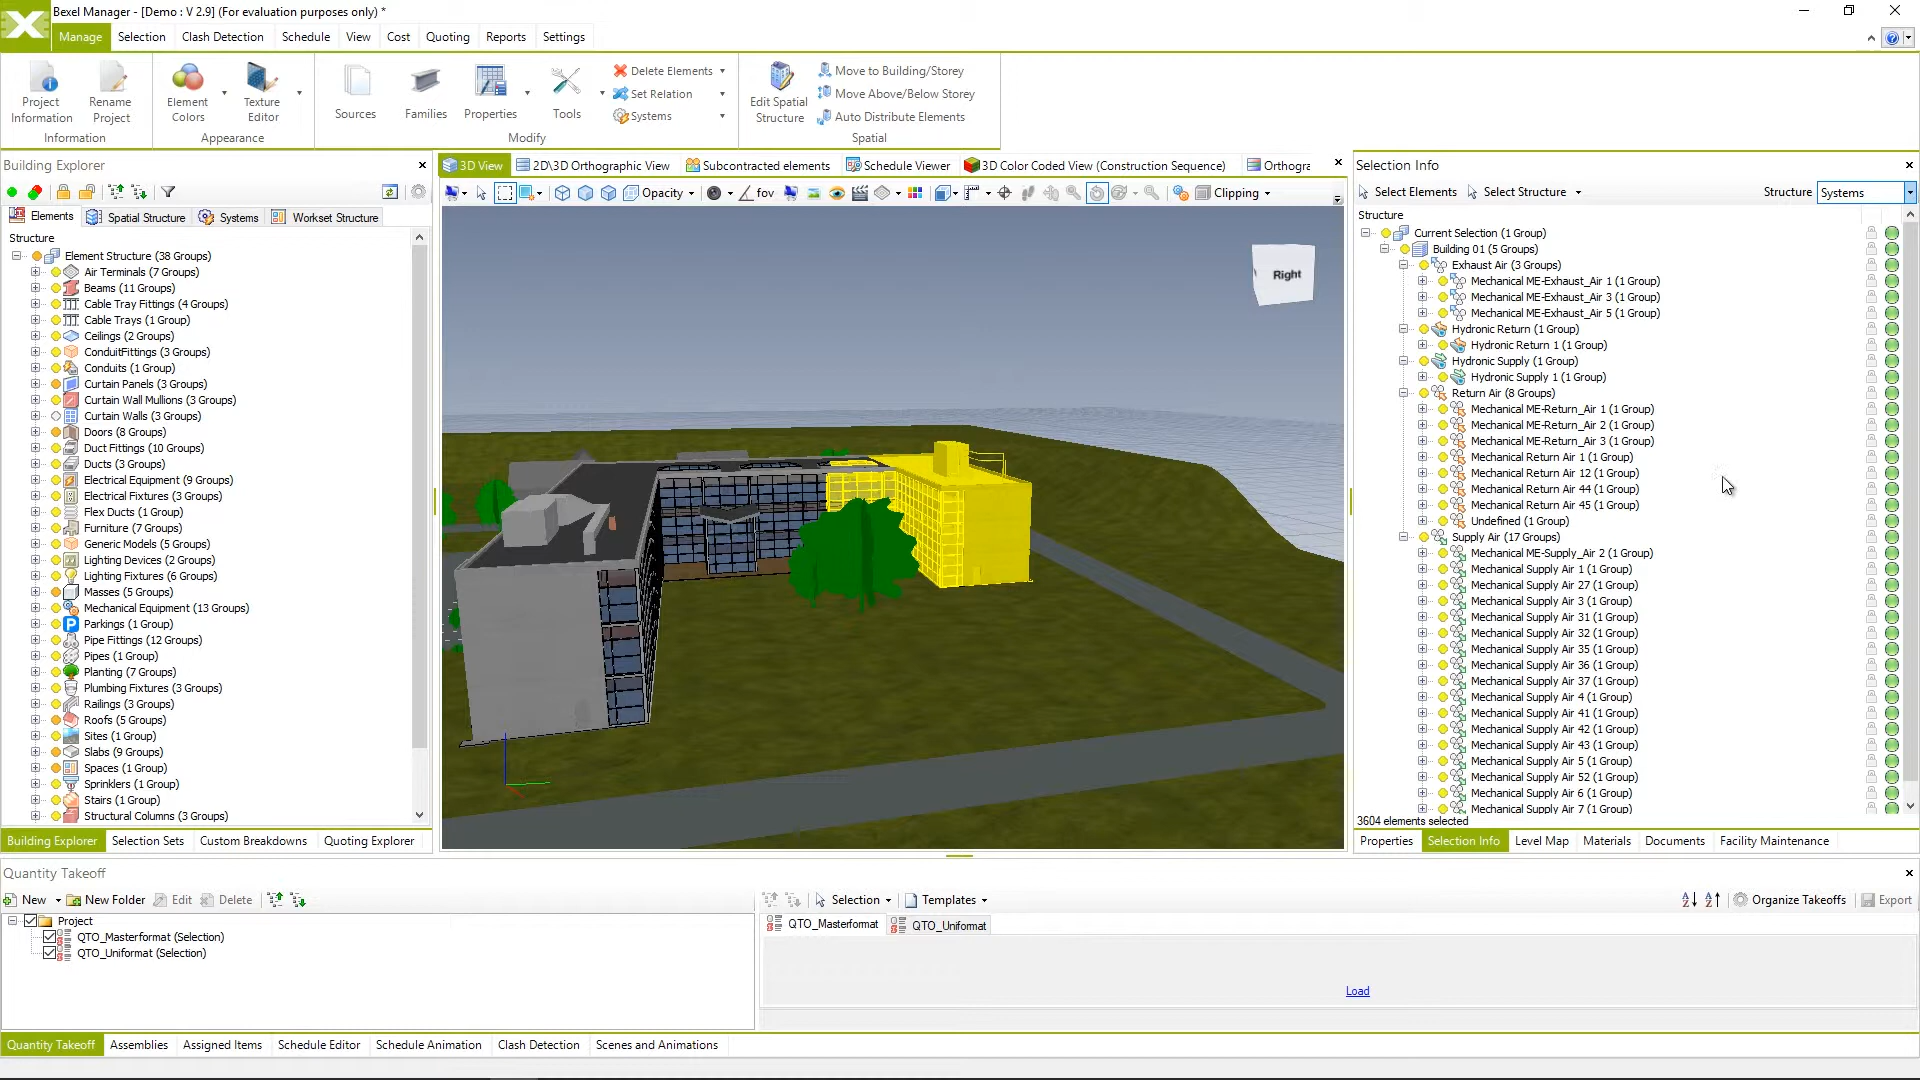 Bexel Manager - [Demo : V 2.9] (For evaluation purposes only) *
Manage Selection Clash Detection Schedule View Cost Quoting Reports Settings
Project Information
Rename Project
Element Colors
Texture Editor
Sources
Families
Properties
Tools
Delete Elements
Set Relation
Systems
Edit Spatial Structure
Move to Building/Storey
Move Above/Below Storey
Auto Distribute Elements
Information Appearance Modify Spatial
Building Explorer
Elements Spatial Structure Systems Workset Structure
Structure
Element Structure (38 Groups)
Air Terminals (7 Groups)
Beams (11 Groups)
Cable Tray Fittings (4 Groups)
Cable Trays (1 Group)
Ceilings (2 Groups)
ConduitFittings (3 Groups)
Conduits (1 Group)
Curtain Panels (3 Groups)
Curtain Wall Mullions (3 Groups)
Curtain Walls (3 Groups)
Doors (8 Groups)
Duct Fittings (10 Groups)
Ducts (3 Groups)
Electrical Equipment (9 Groups)
Electrical Fixtures (3 Groups)
Flex Ducts (1 Group)
Furniture (7 Groups)
Generic Models (5 Groups)
Lighting Devices (2 Groups)
Lighting Fixtures (6 Groups)
Masses (5 Groups)
Mechanical Equipment (13 Groups)
Parkings (1 Group)
Pipe Fittings (12 Groups)
Pipes (1 Group)
Planting (7 Groups)
Plumbing Fixtures (3 Groups)
Railings (3 Groups)
Roofs (5 Groups)
Sites (1 Group)
Slabs (9 Groups)
Spaces (1 Group)
Sprinklers (1 Group)
Stairs (1 Group)
Structural Columns (3 Groups)
Building Explorer Selection Sets Custom Breakdowns Quoting Explorer
3D View 2D\3D Orthographic View Subcontracted elements Schedule Viewer 3D Color Coded View (Construction Sequence) Orthogra
Opacity fov Clipping
Right
Selection Info
Select Elements Select Structure Structure Systems
Structure
Current Selection (1 Group)
Building 01 (5 Groups)
Exhaust Air (3 Groups)
Mechanical ME-Exhaust_Air 1 (1 Group)
Mechanical ME-Exhaust_Air 3 (1 Group)
Mechanical ME-Exhaust_Air 5 (1 Group)
Hydronic Return (1 Group)
Hydronic Return 1 (1 Group)
Hydronic Supply (1 Group)
Hydronic Supply 1 (1 Group)
Return Air (8 Groups)
Mechanical ME-Return_Air 1 (1 Group)
Mechanical ME-Return_Air 2 (1 Group)
Mechanical ME-Return_Air 3 (1 Group)
Mechanical Return Air 1 (1 Group)
Mechanical Return Air 12 (1 Group)
Mechanical Return Air 44 (1 Group)
Mechanical Return Air 45 (1 Group)
Undefined (1 Group)
Supply Air (17 Groups)
Mechanical ME-Supply_Air 2 (1 Group)
Mechanical Supply Air 1 (1 Group)
Mechanical Supply Air 27 (1 Group)
Mechanical Supply Air 3 (1 Group)
Mechanical Supply Air 31 (1 Group)
Mechanical Supply Air 32 (1 Group)
Mechanical Supply Air 35 (1 Group)
Mechanical Supply Air 36 (1 Group)
Mechanical Supply Air 37 (1 Group)
Mechanical Supply Air 4 (1 Group)
Mechanical Supply Air 41 (1 Group)
Mechanical Supply Air 42 (1 Group)
Mechanical Supply Air 43 (1 Group)
Mechanical Supply Air 5 (1 Group)
Mechanical Supply Air 52 (1 Group)
Mechanical Supply Air 6 (1 Group)
Mechanical Supply Air 7 (1 Group)
3604 elements selected
Properties Selection Info Level Map Materials Documents Facility Maintenance
Quantity Takeoff
New New Folder Edit Delete
Project
QTO_Masterformat (Selection)
QTO_Uniformat (Selection)
Selection Templates Organize Takeoffs Export
QTO_Masterformat QTO_Uniformat
Load
Quantity Takeoff Assemblies Assigned Items Schedule Editor Schedule Animation Clash Detection Scenes and Animations